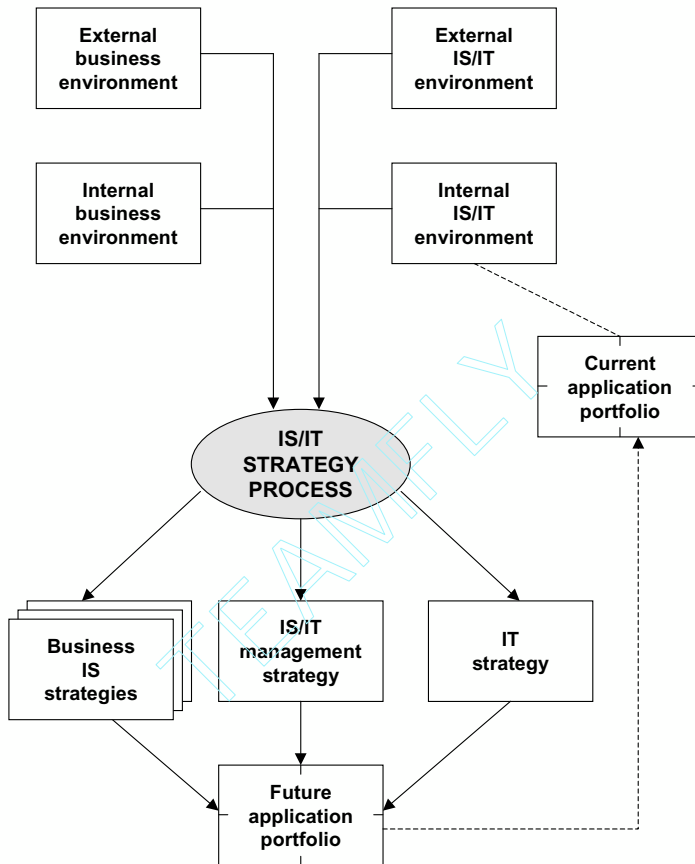 External
business
environment
External
IS/IT
environment
Internal
business
environment
Internal
IS/IT
environment
Current
application
portfolio
IS/IT
STRATEGY
PROCESS
TEAMFLY
Business
IS
strategies
IS/iT
management
strategy
IT
strategy
Future
application
portfolio